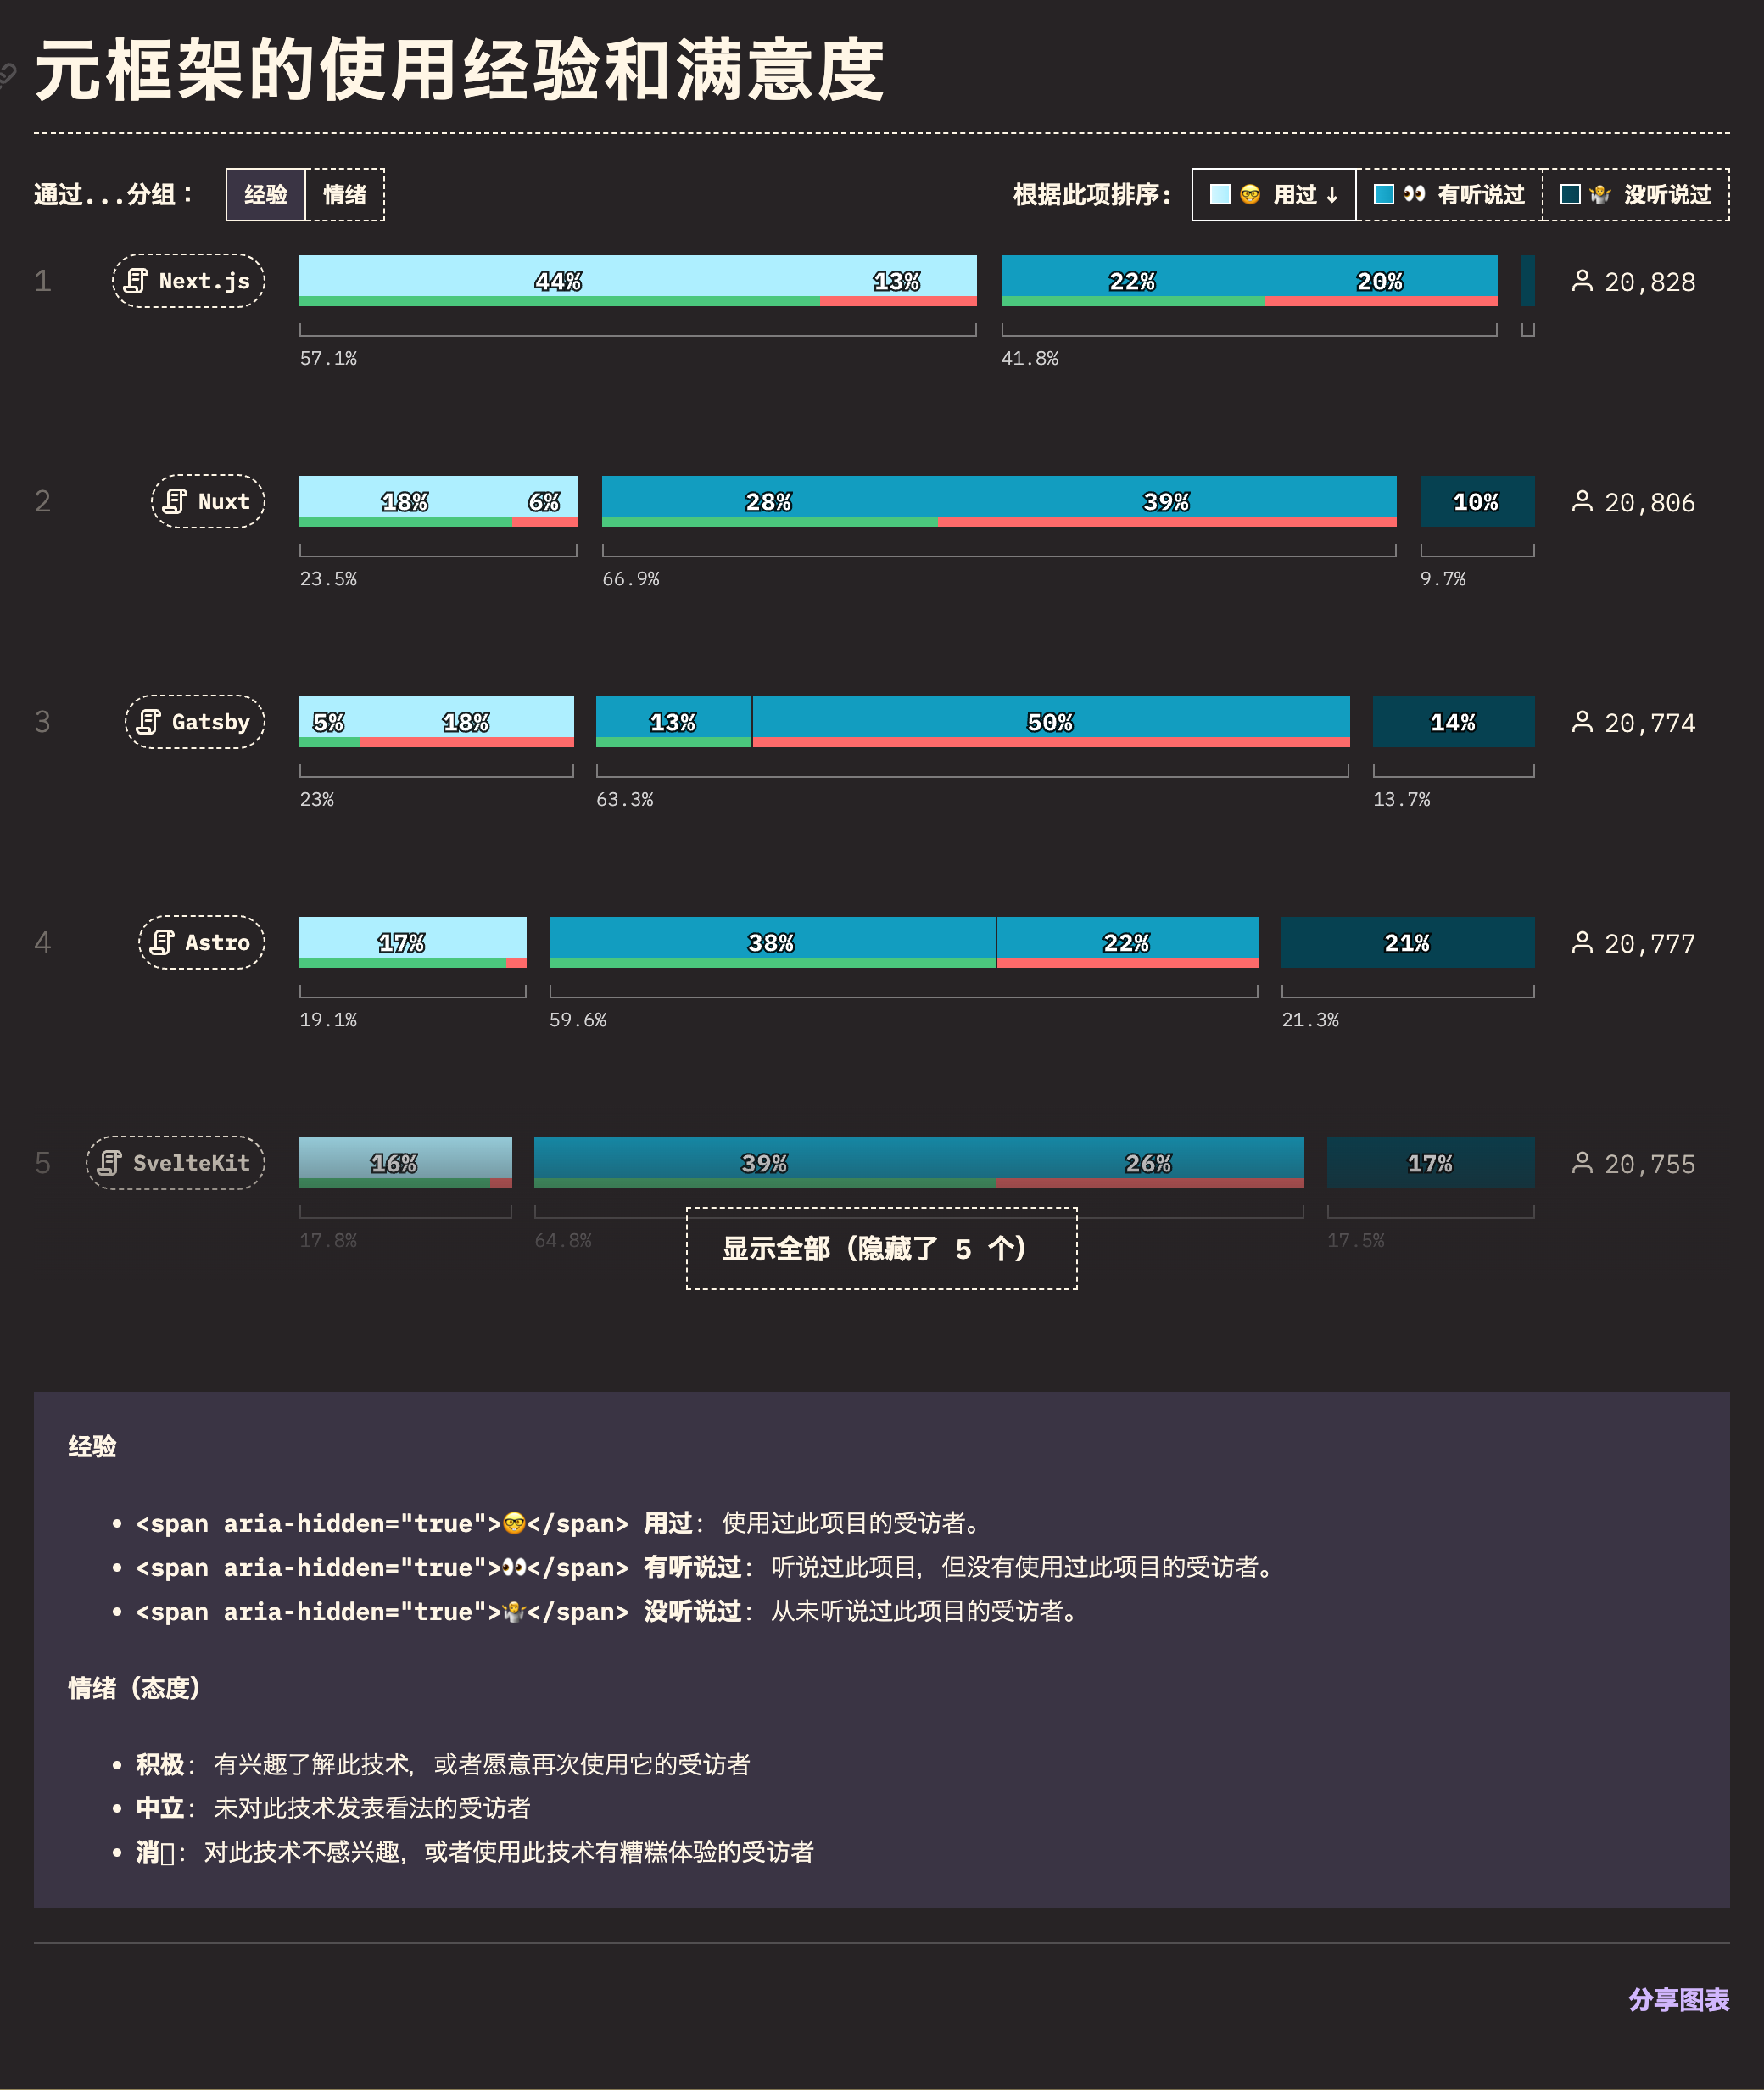 元框架的使用经验和满意度
通过...分组： 经验 情绪 根据此项排序: 🤓 用过 ↓ 👀 有听说过 🤷 没听说过
1 Next.js 44% 13% 22% 20% 20,828
57.1% 41.8%
2 Nuxt 18% 6% 28% 39% 10% 20,806
23.5% 66.9% 9.7%
3 Gatsby 5% 18% 13% 50% 14% 20,774
23% 63.3% 13.7%
4 Astro 17% 38% 22% 21% 20,777
19.1% 59.6% 21.3%
5 SvelteKit 16% 39% 26% 17% 20,755
17.8% 64.8% 17.5%
显示全部（隐藏了 5 个）
经验
• <span aria-hidden="true">🤓</span> 用过: 使用过此项目的受访者。
• <span aria-hidden="true">👀</span> 有听说过: 听说过此项目，但没有使用过此项目的受访者。
• <span aria-hidden="true">🤷</span> 没听说过: 从未听说过此项目的受访者。
情绪（态度）
• 积极: 有兴趣了解此技术，或者愿意再次使用它的受访者
• 中立: 未对此技术发表看法的受访者
• 消▯: 对此技术不感兴趣，或者使用此技术有糟糕体验的受访者
分享图表